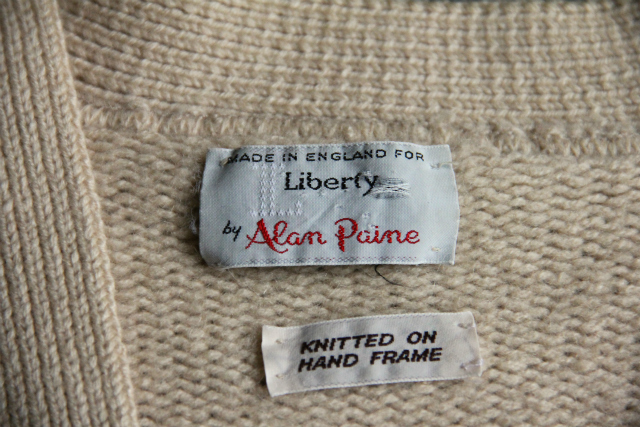 MADE IN ENGLAND FOR
Liberty
by Alan Paine
KNITTED ON
HAND FRAME